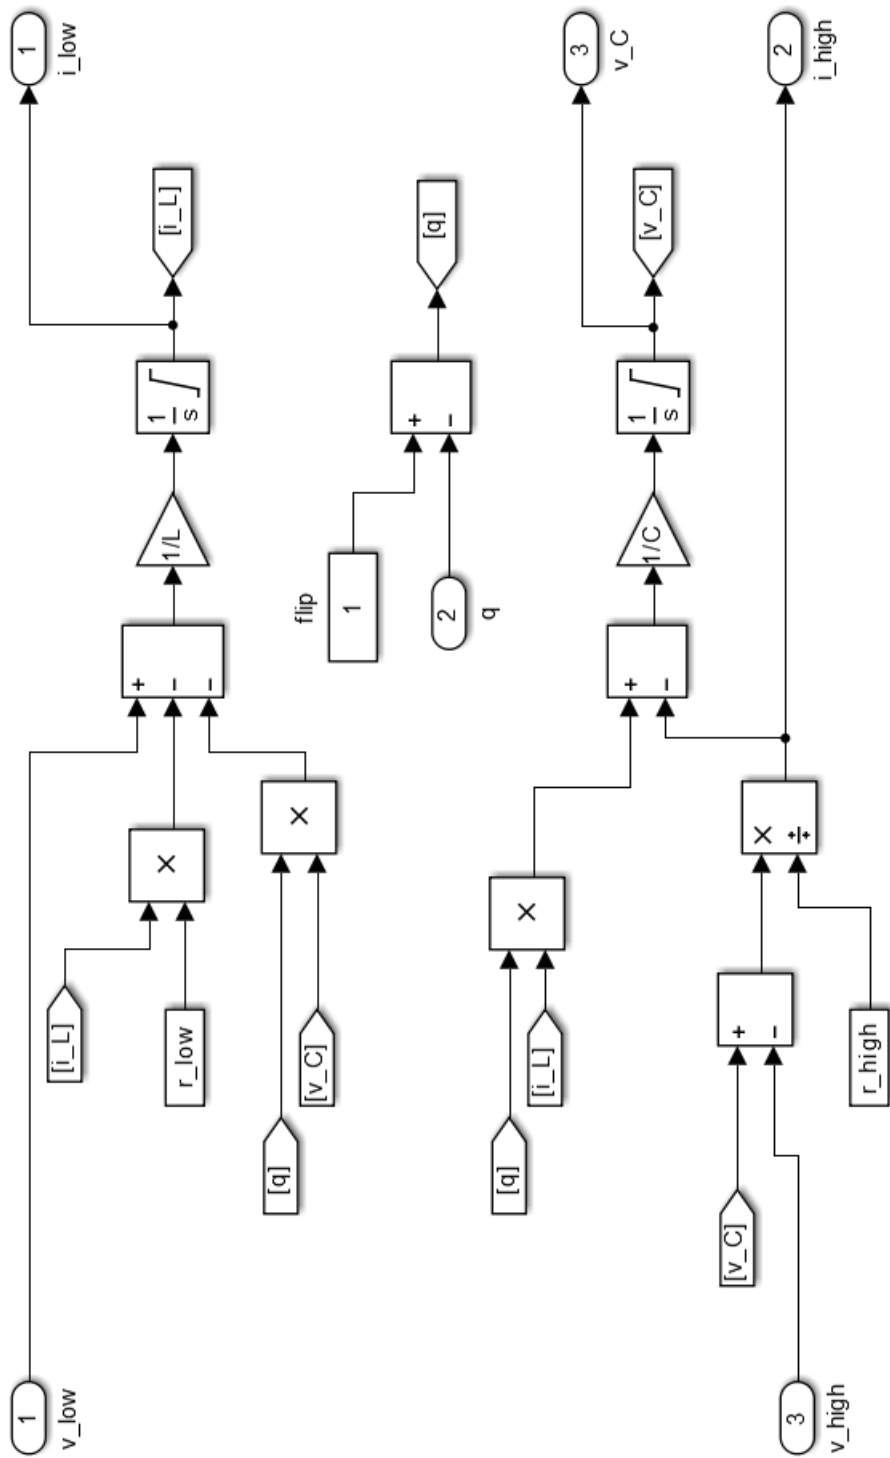 1
v_low
[i_L]
r_low
×
[q]
[v_C]
×
+
−
−
1/L
1
s
[i_L]
1
i_low
flip
1
2
q
+
−
[q]
[q]
[i_L]
×
+
−
1/C
1
s
[v_C]
3
v_C
[v_C]
3
v_high
+
−
r_high
×
÷
2
i_high